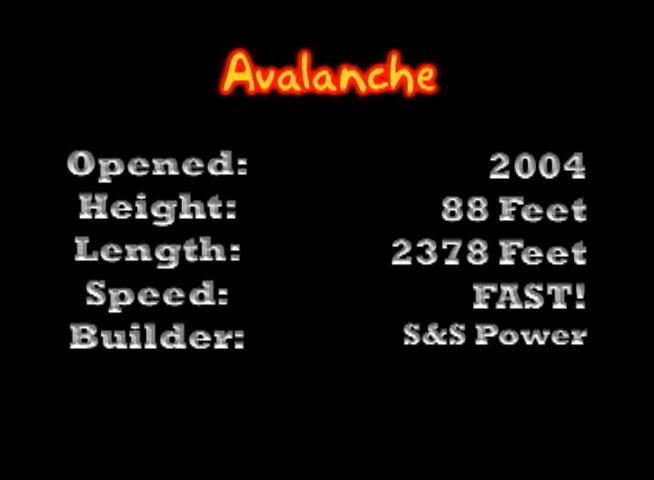 Avalanche
Opened: 2004
Height: 88 Feet
Length: 2378 Feet
Speed: FAST!
Builder: S&S Power